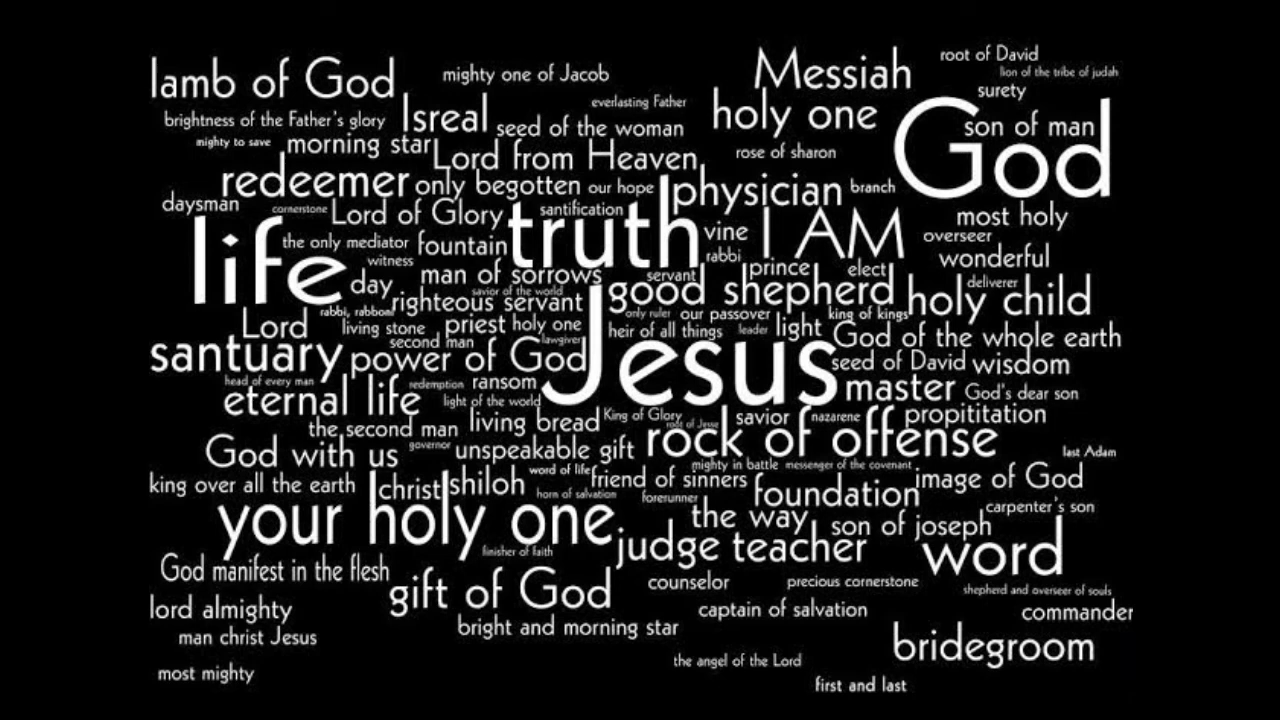 root of David
lamb of God
mighty one of Jacob
Messiah
lion of the tribe of judah
surety
everlasting Father
brightness of the Father's glory
Isreal
holy one
God
seed of the woman
son of man
mighty to save
morning star
Lord from Heaven
rose of sharon
redeemer
only begotten
our hope
physician
branch
daysman
cornerstone
Lord of Glory
santification
most holy
life
the only mediator
fountain
truth
vine
I AM
overseer
witness
rabbi
wonderful
day
man of sorrows
servant
prince
elect
deliverer
savior of the world
righteous servant
good shepherd
holy child
rabbi, rabboni
only ruler
our passover
king of kings
Lord
living stone
priest
holy one
heir of all things
leader
light
God of the whole earth
second man
lawgiver
santuary
power of God
Jesus
seed of David
wisdom
head of every man
redemption
ransom
master
God's dear son
eternal life
light of the world
King of Glory
savior
nazarene
propititation
the second man
living bread
root of Jesse
rock of offense
God with us
governor
unspeakable gift
last Adam
mighty in battle
messenger of the covenant
word of life
king over all the earth
christ
shiloh
friend of sinners
image of God
horn of salvation
forerunner
foundation
carpenter's son
your holy one
the way
son of joseph
finisher of faith
judge
teacher
word
God manifest in the flesh
gift of God
counselor
precious cornerstone
shepherd and overseer of souls
lord almighty
captain of salvation
commander
man christ Jesus
bright and morning star
bridegroom
the angel of the Lord
most mighty
first and last